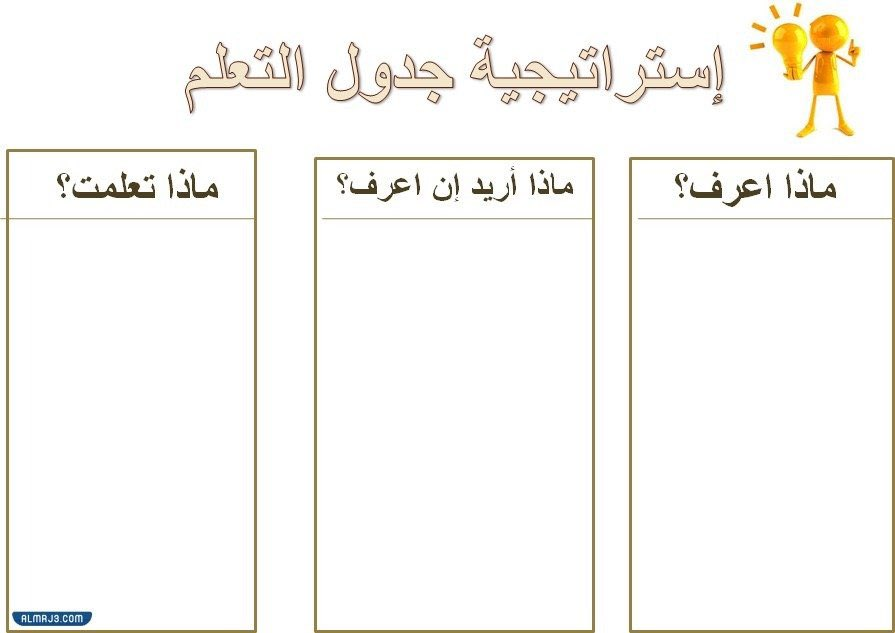 إستراتيجية جدول التعلم
ماذا اعرف؟
ماذا أريد إن اعرف؟
ماذا تعلمت؟
ALMRJ3.COM